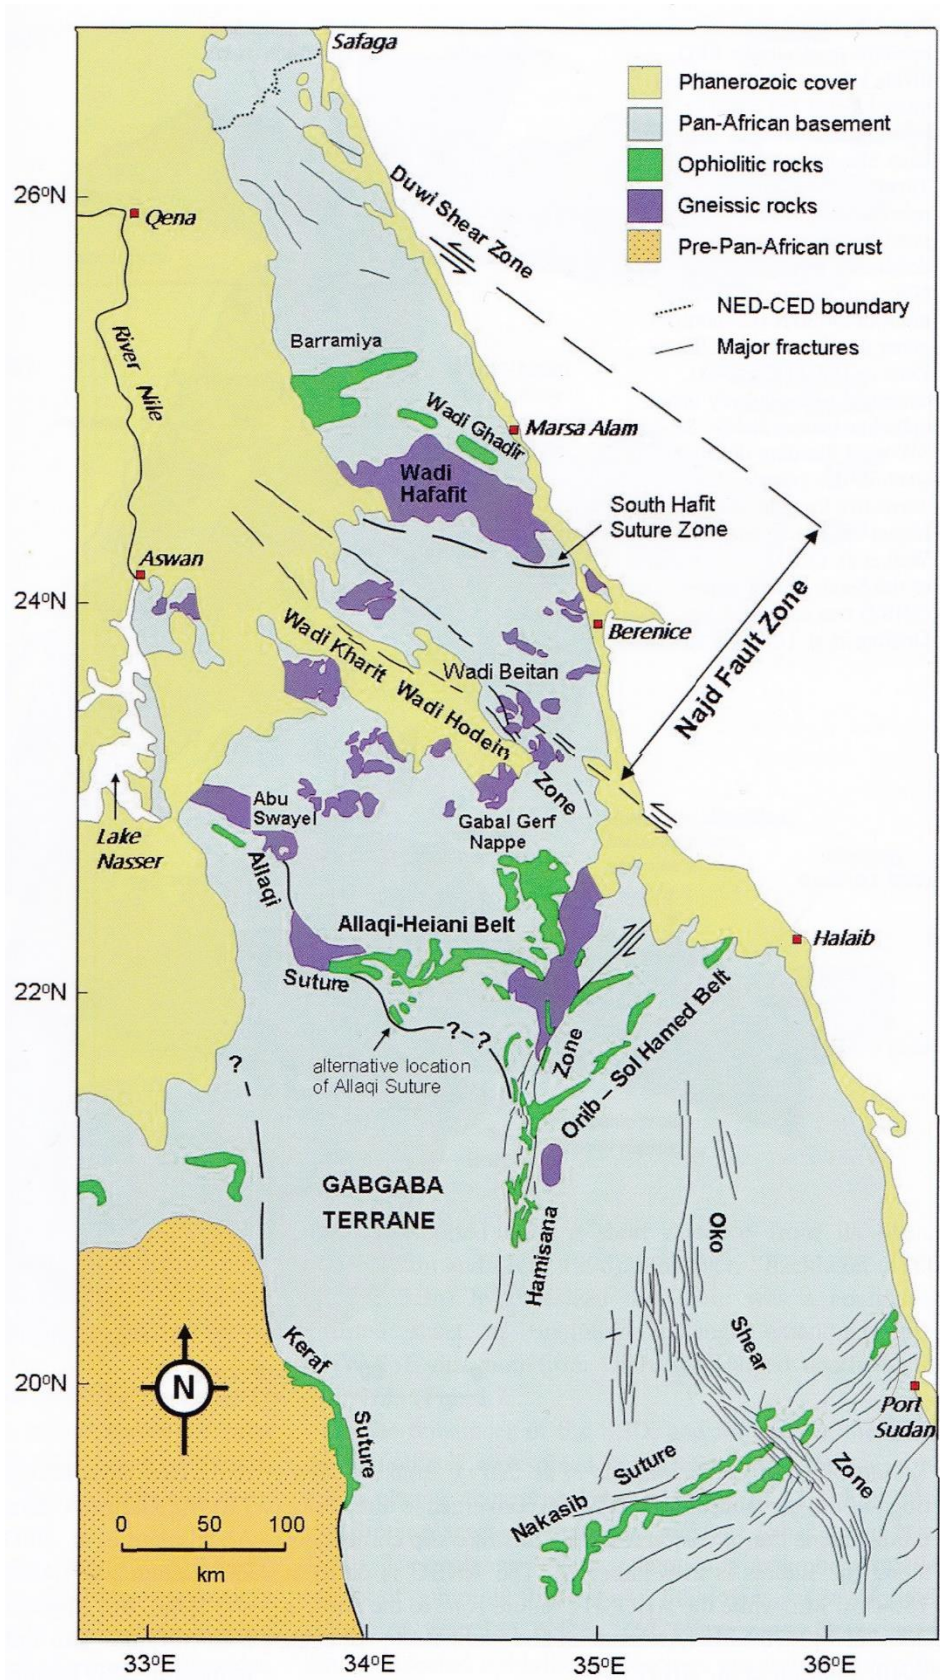 Safaga
Phanerozoic cover
Pan-African basement
Ophiolitic rocks
Gneissic rocks
Pre-Pan-African crust
NED-CED boundary
Major fractures
26°N
Qena
Duwi Shear Zone
River Nile
Barramiya
Wadi Ghadir
Marsa Alam
Wadi
Hafafit
South Hafit
Suture Zone
Aswan
24°N
Berenice
Najd Fault Zone
Wadi Kharit
Wadi Hodein
Zone
Wadi Beitan
Lake
Nasser
Abu
Swayel
Gabal Gerf
Nappe
Allaqi
Suture
Allaqi-Heiani Belt
Halaib
22°N
?-?
alternative location
of Allaqi Suture
?
Zone
Onib – Sol Hamed Belt
GABGABA
TERRANE
Hamisana
Oko
Shear
Zone
Keraf
Suture
N
20°N
Port
Sudan
Nakasib
Suture
0 50 100
km
33°E
34°E
35°E
36°E